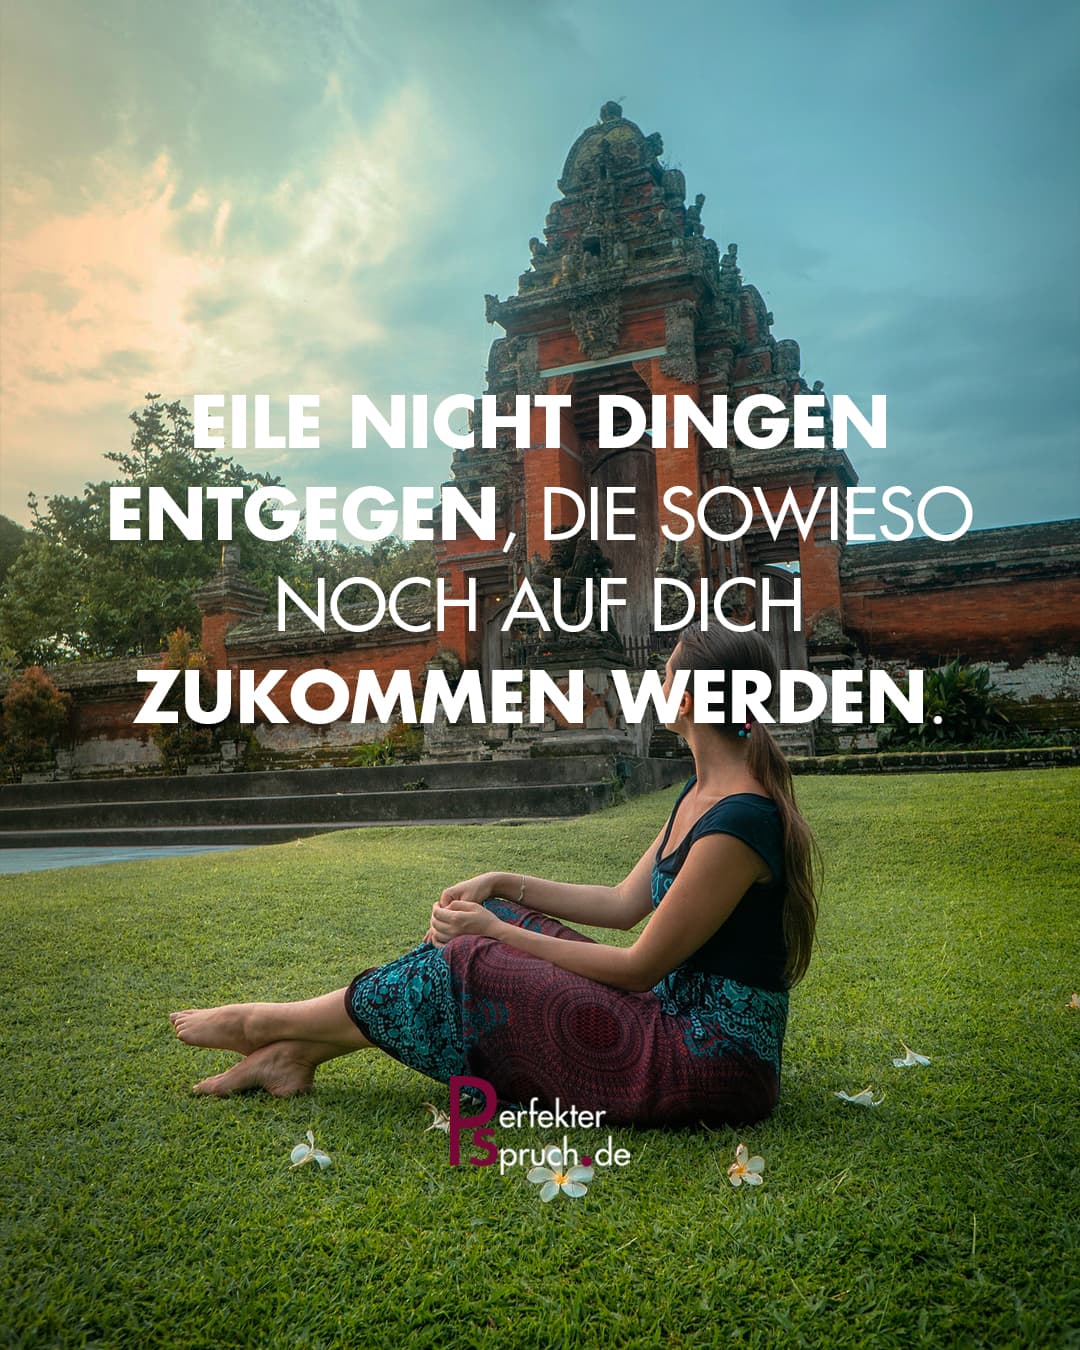 EILE NICHT DINGEN
ENTGEGEN, DIE SOWIESO
NOCH AUF DICH
ZUKOMMEN WERDEN.
Perfekter
spruch.de